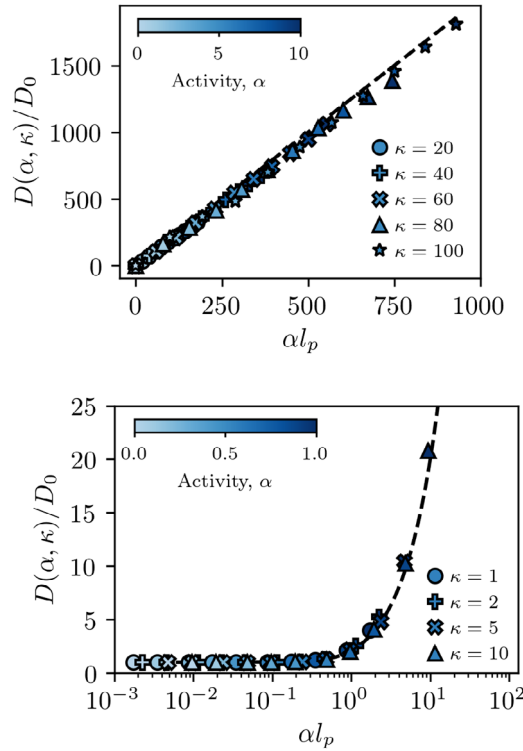 0 5 10
Activity, α
D(α, κ)/D₀
1500
1000
500
0
κ = 20
κ = 40
κ = 60
κ = 80
κ = 100
0 250 500 750 1000
αlₚ
25
20
15
10
5
0
D(α, κ)/D₀
0.0 0.5 1.0
Activity, α
κ = 1
κ = 2
κ = 5
κ = 10
10⁻³ 10⁻² 10⁻¹ 10⁰ 10¹ 10²
αlₚ